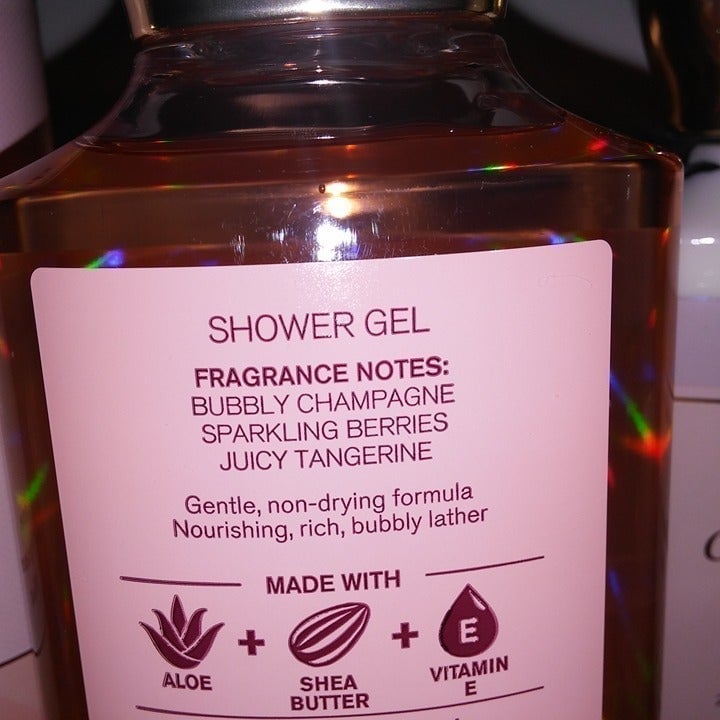 SHOWER GEL
FRAGRANCE NOTES:
BUBBLY CHAMPAGNE
SPARKLING BERRIES
JUICY TANGERINE
Gentle, non-drying formula
Nourishing, rich, bubbly lather
MADE WITH
+ + E
ALOE SHEA BUTTER VITAMIN E